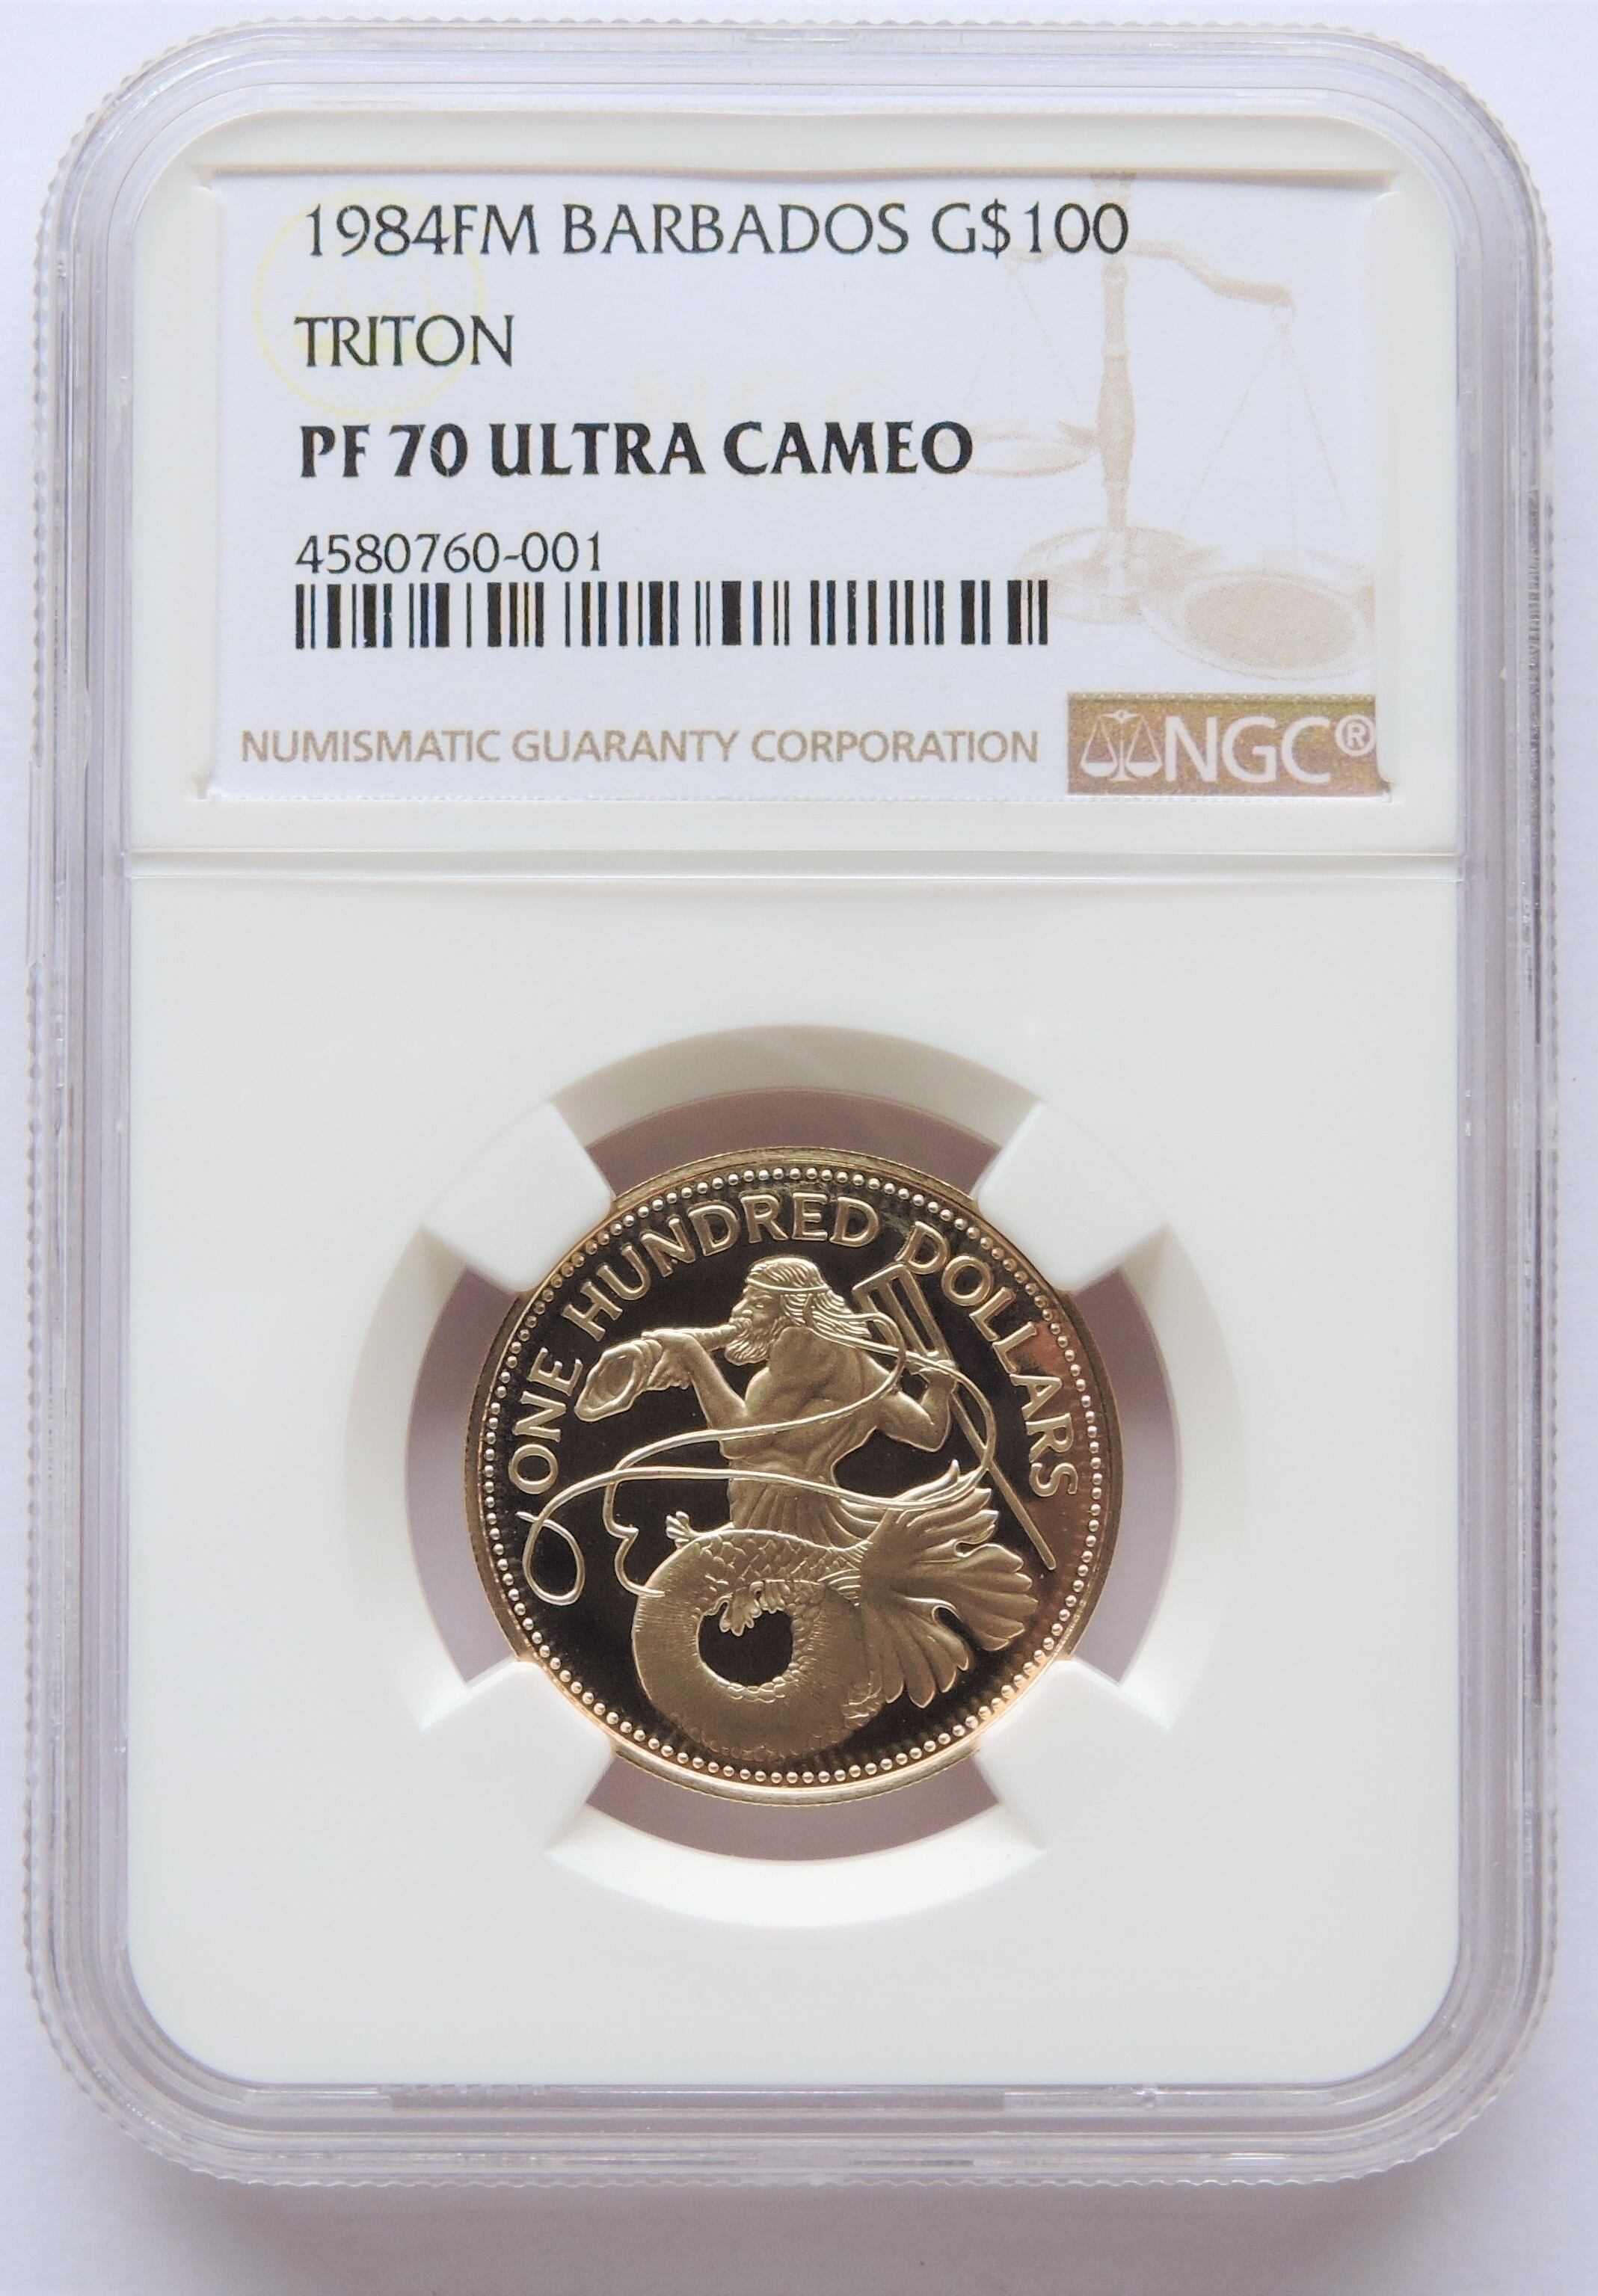 1984FM BARBADOS G$100
TRITON
PF 70 ULTRA CAMEO
4580760-001
NUMISMATIC GUARANTY CORPORATION NGC®
ONE HUNDRED DOLLARS